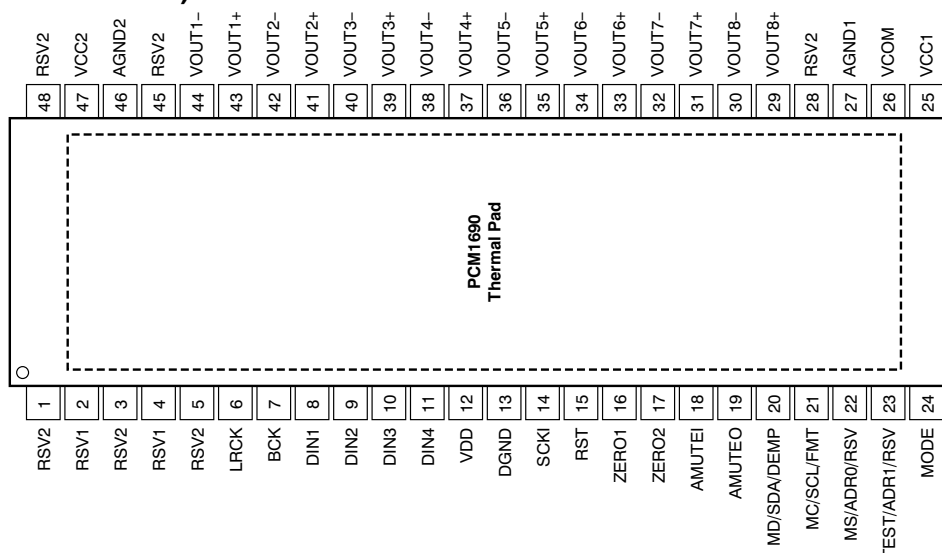 RSV2
VCC2
AGND2
RSV2
VOUT1−
VOUT1+
VOUT2−
VOUT2+
VOUT3−
VOUT3+
VOUT4−
VOUT4+
VOUT5−
VOUT5+
VOUT6−
VOUT6+
VOUT7−
VOUT7+
VOUT8−
VOUT8+
RSV2
AGND1
VCOM
VCC1
48
47
46
45
44
43
42
41
40
39
38
37
36
35
34
33
32
31
30
29
28
27
26
25
PCM1690
Thermal Pad
1
2
3
4
5
6
7
8
9
10
11
12
13
14
15
16
17
18
19
20
21
22
23
24
RSV2
RSV1
RSV2
RSV1
RSV2
LRCK
BCK
DIN1
DIN2
DIN3
DIN4
VDD
DGND
SCKI
RST
ZERO1
ZERO2
AMUTEI
AMUTEO
MD/SDA/DEMP
MC/SCL/FMT
MS/ADR0/RSV
TEST/ADR1/RSV
MODE